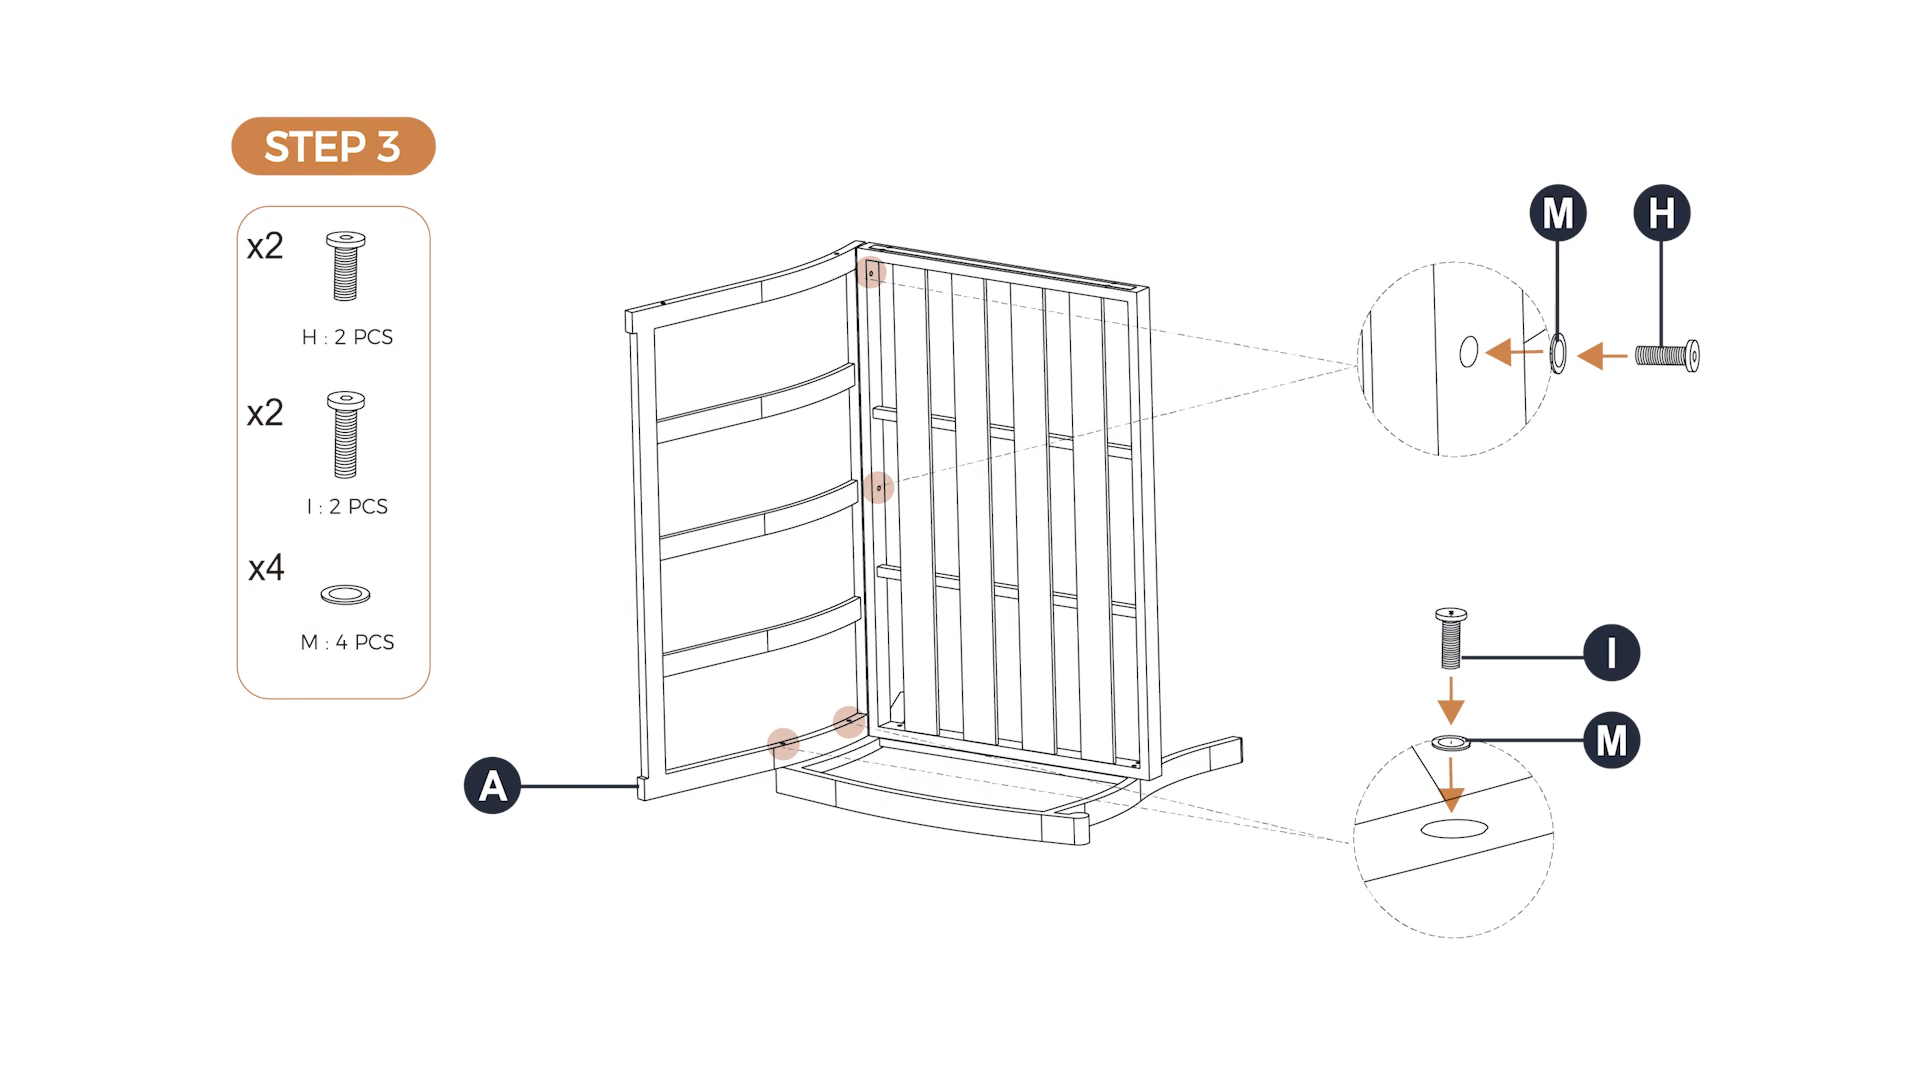 STEP 3
x2
H : 2 PCS
x2
I : 2 PCS
x4
M : 4 PCS
A
M
H
I
M